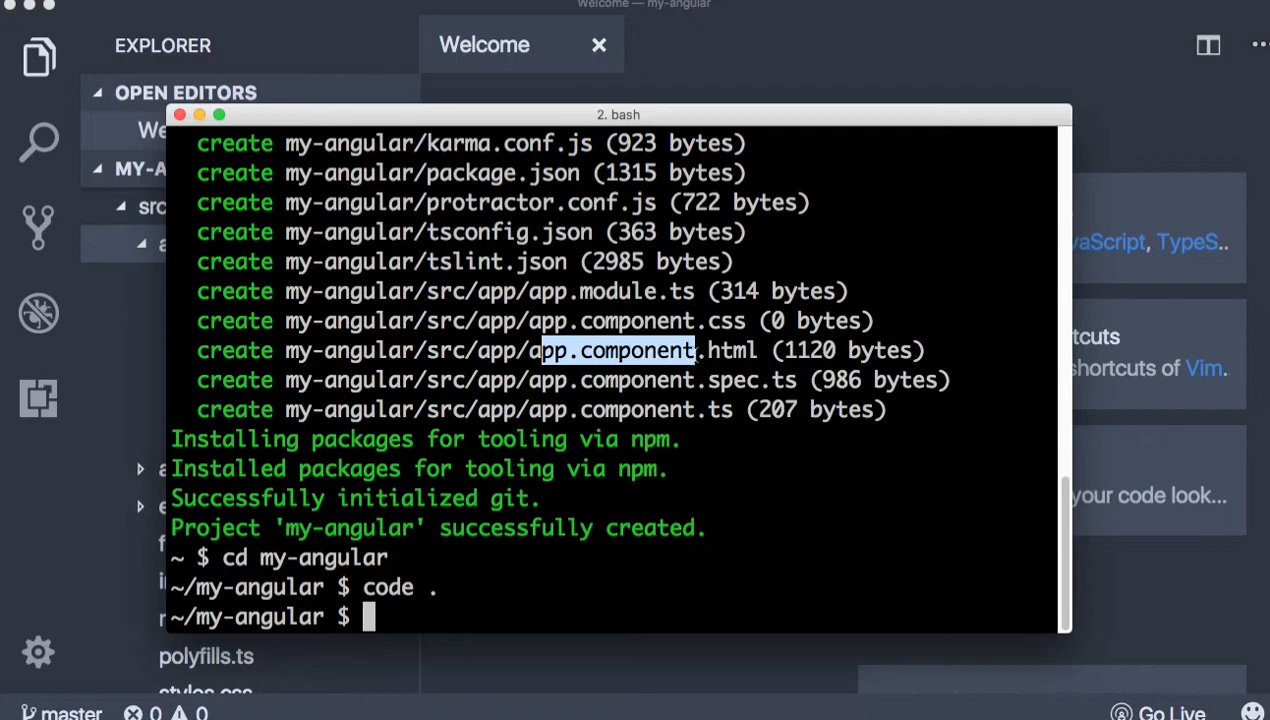 Welcome — my-angular
EXPLORER
Welcome
OPEN EDITORS
We
MY-A
src
a
2. bash
create my-angular/karma.conf.js (923 bytes)
create my-angular/package.json (1315 bytes)
create my-angular/protractor.conf.js (722 bytes)
create my-angular/tsconfig.json (363 bytes)
create my-angular/tslint.json (2985 bytes)
create my-angular/src/app/app.module.ts (314 bytes)
create my-angular/src/app/app.component.css (0 bytes)
create my-angular/src/app/app.component.html (1120 bytes)
create my-angular/src/app/app.component.spec.ts (986 bytes)
create my-angular/src/app/app.component.ts (207 bytes)
Installing packages for tooling via npm.
Installed packages for tooling via npm.
Successfully initialized git.
Project 'my-angular' successfully created.
~ $ cd my-angular
~/my-angular $ code .
~/my-angular $
vaScript, TypeS...
tcuts
shortcuts of Vim,
your code look...
polyfills.ts
styles.css
master
0
0
Go Live